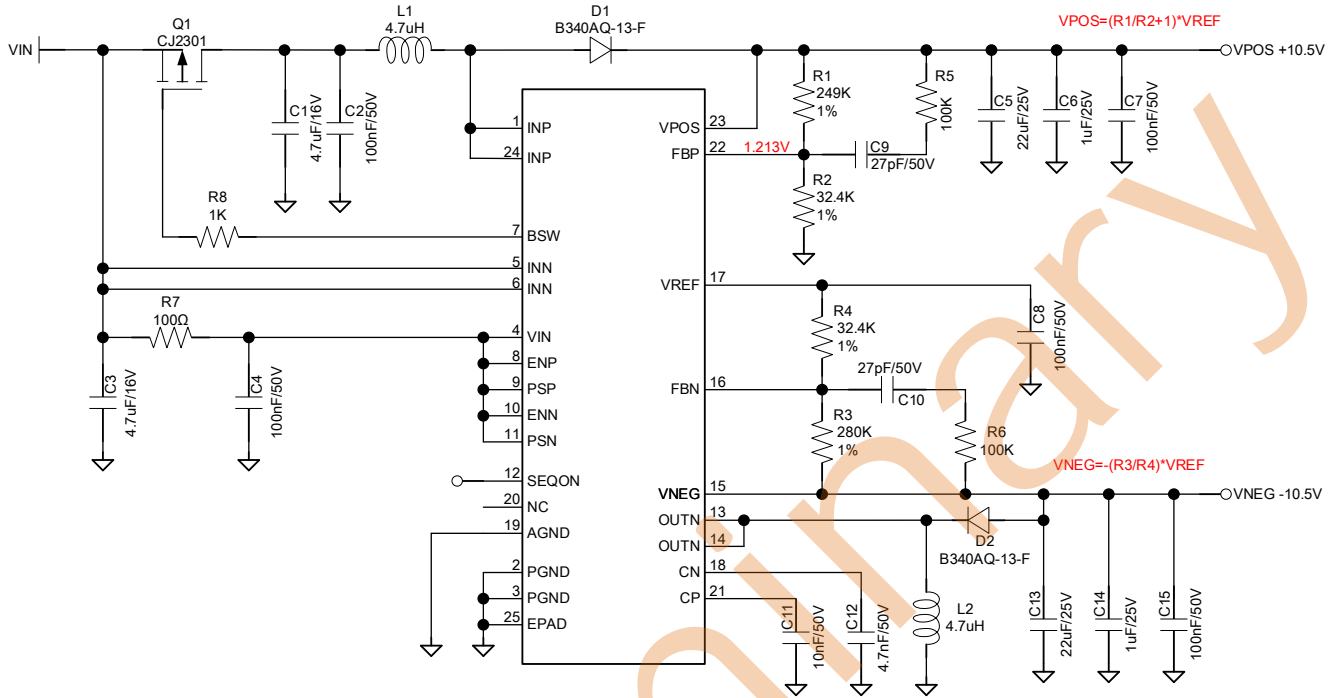 VIN
Q1
CJ2301
L1
4.7uH
D1
B340AQ-13-F
VPOS=(R1/R2+1)*VREF
VPOS +10.5V
C1
4.7uF/16V
C2
100nF/50V
R1
249K
1%
R5
100K
C5
22uF/25V
C6
1uF/25V
C7
100nF/50V
1 INP
24 INP
VPOS 23
FBP 22
1.213V
C9
27pF/50V
R2
32.4K
1%
R8
1K
7 BSW
5 INN
6 INN
VREF 17
R7
100Ω
4 VIN
8 ENP
9 PSP
10 ENN
11 PSN
R4
32.4K
1%
C8
100nF/50V
C3
4.7uF/16V
C4
100nF/50V
FBN 16
27pF/50V
C10
R3
280K
1%
R6
100K
VNEG=-(R3/R4)*VREF
12 SEQON
20 NC
19 AGND
2 PGND
3 PGND
25 EPAD
VNEG 15
VNEG -10.5V
OUTN 13
OUTN 14
D2
B340AQ-13-F
CN 18
CP 21
C11
10nF/50V
C12
4.7nF/50V
L2
4.7uH
C13
22uF/25V
C14
1uF/25V
C15
100nF/50V
inary